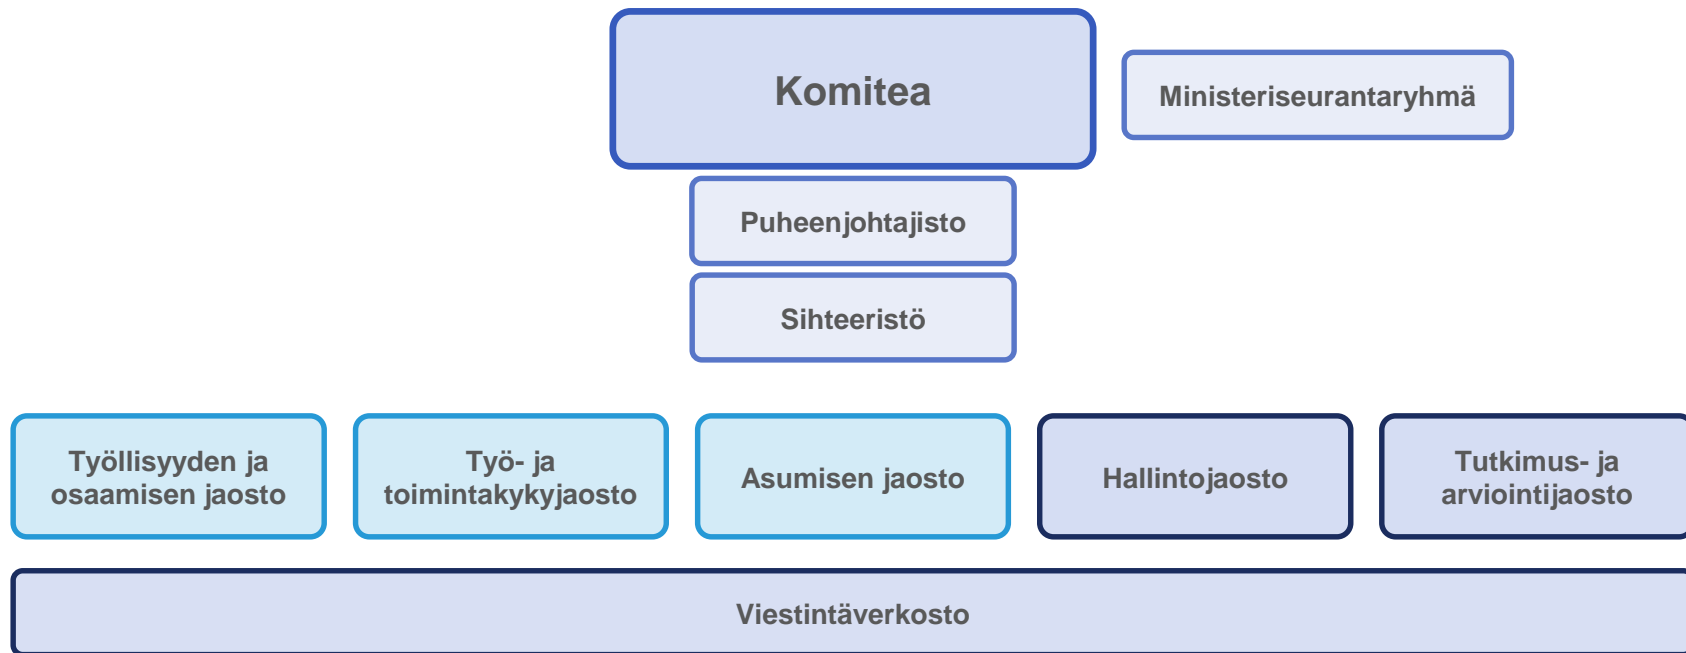 Komitea
Ministeriseurantaryhmä
Puheenjohtajisto
Sihteeristö
Työllisyyden ja
osaamisen jaosto
Työ- ja
toimintakykyjaosto
Asumisen jaosto
Hallintojaosto
Tutkimus- ja
arviointijaosto
Viestintäverkosto